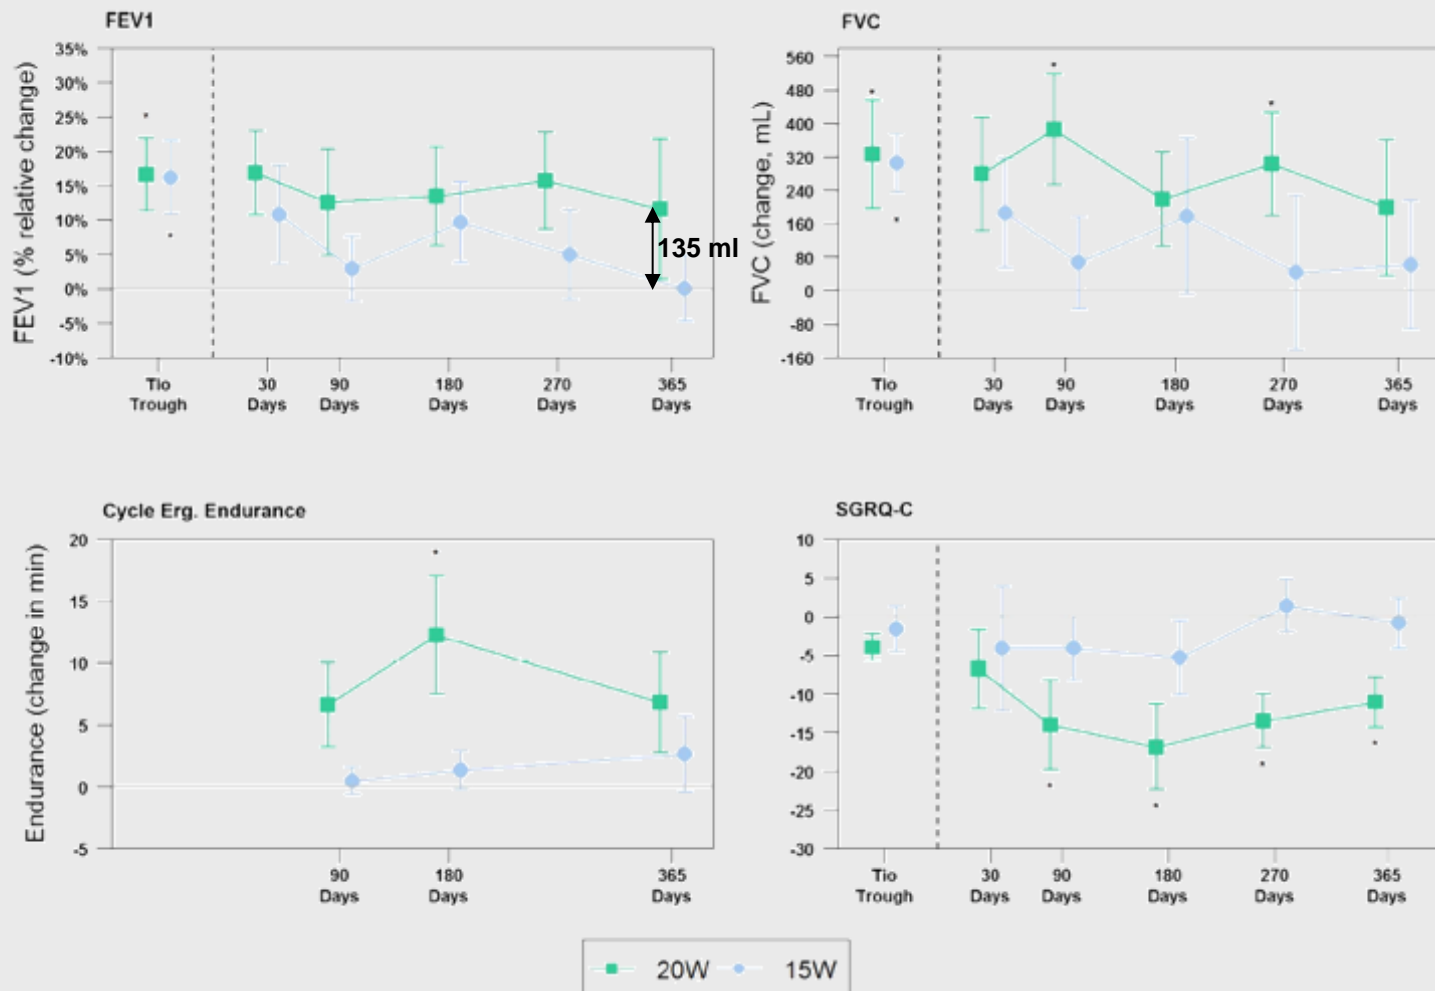 FEV1
FEV1 (% relative change)
35%
30%
25%
20%
15%
10%
5%
0%
-5%
-10%
135 ml
Tio
Trough
30
Days
90
Days
180
Days
270
Days
365
Days
FVC
FVC (change, mL)
560
480
400
320
240
160
80
0
-80
-160
Tio
Trough
30
Days
90
Days
180
Days
270
Days
365
Days
Cycle Erg. Endurance
Endurance (change in min)
20
15
10
5
0
-5
90
Days
180
Days
365
Days
SGRQ-C
10
5
0
-5
-10
-15
-20
-25
-30
Tio
Trough
30
Days
90
Days
180
Days
270
Days
365
Days
20W
15W